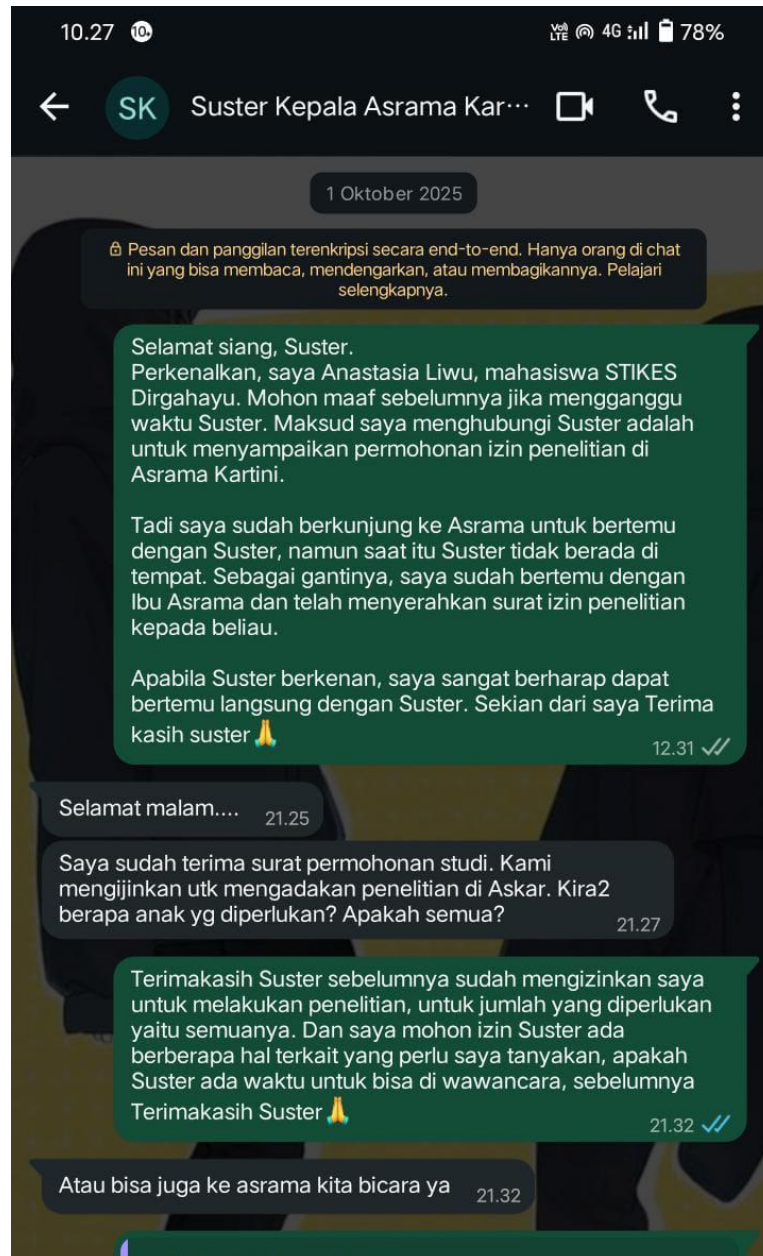 10.27 10+ VoLTE 4G 78%
SK Suster Kepala Asrama Kar...
1 Oktober 2025
Pesan dan panggilan terenkripsi secara end-to-end. Hanya orang di chat
ini yang bisa membaca, mendengarkan, atau membagikannya. Pelajari
selengkapnya.
Selamat siang, Suster.
Perkenalkan, saya Anastasia Liwu, mahasiswa STIKES
Dirgahayu. Mohon maaf sebelumnya jika mengganggu
waktu Suster. Maksud saya menghubungi Suster adalah
untuk menyampaikan permohonan izin penelitian di
Asrama Kartini.
Tadi saya sudah berkunjung ke Asrama untuk bertemu
dengan Suster, namun saat itu Suster tidak berada di
tempat. Sebagai gantinya, saya sudah bertemu dengan
Ibu Asrama dan telah menyerahkan surat izin penelitian
kepada beliau.
Apabila Suster berkenan, saya sangat berharap dapat
bertemu langsung dengan Suster. Sekian dari saya Terima
kasih suster🙏
12.31
Selamat malam.... 21.25
Saya sudah terima surat permohonan studi. Kami
mengijinkan utk mengadakan penelitian di Askar. Kira2
berapa anak yg diperlukan? Apakah semua?
21.27
Terimakasih Suster sebelumnya sudah mengizinkan saya
untuk melakukan penelitian, untuk jumlah yang diperlukan
yaitu semuanya. Dan saya mohon izin Suster ada
berberapa hal terkait yang perlu saya tanyakan, apakah
Suster ada waktu untuk bisa di wawancara, sebelumnya
Terimakasih Suster🙏
21.32
Atau bisa juga ke asrama kita bicara ya 21.32